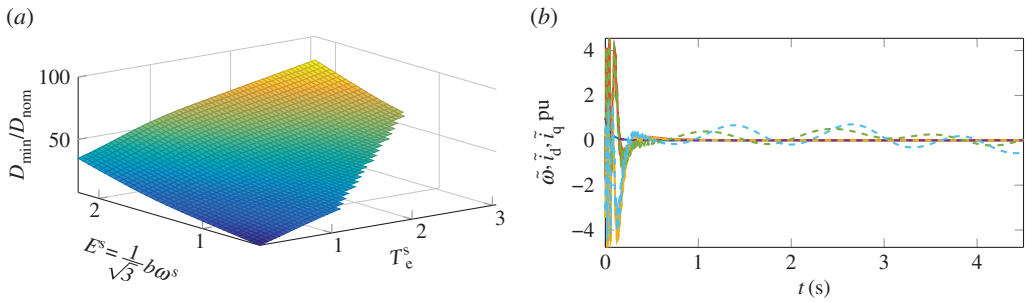 (a)
100
50
D_min/D_nom
2
1
E^s = 1/√3 bω^s
1
2
3
T_e^s
(b)
4
2
0
−2
−4
ω̃, ĩ_d, ĩ_q pu
0
1
2
3
4
t (s)